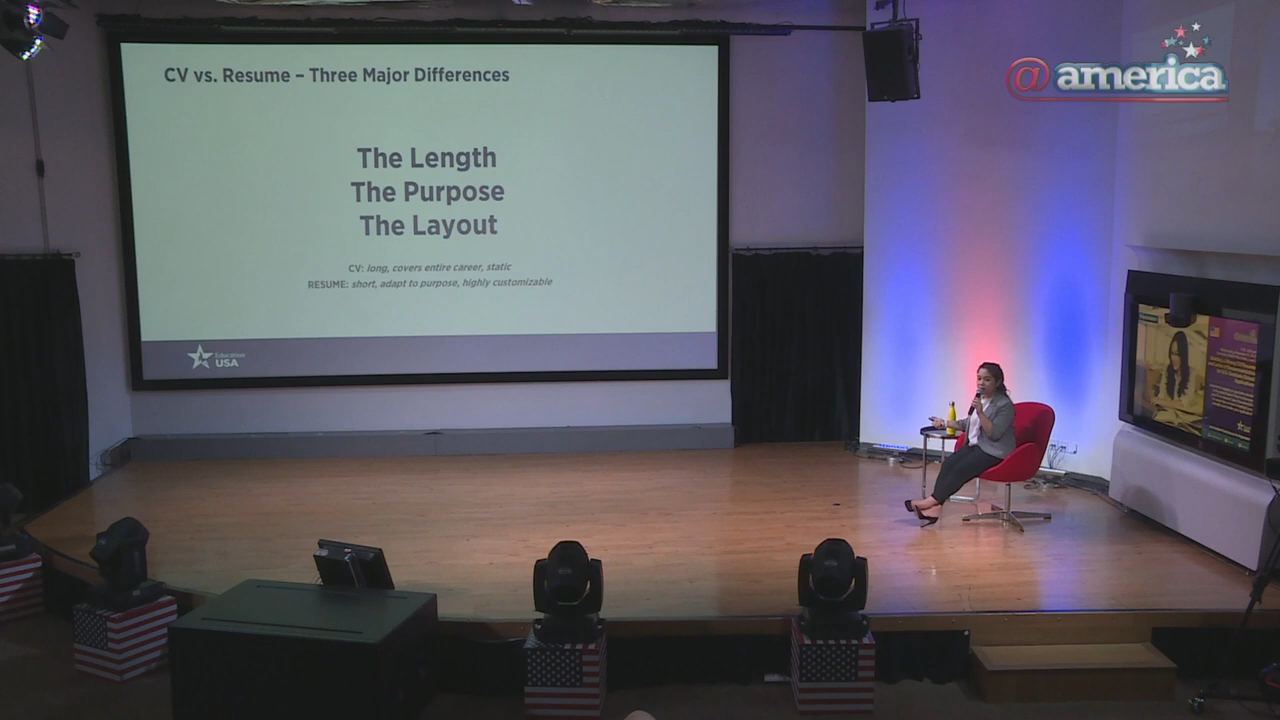 CV vs. Resume – Three Major Differences
The Length
The Purpose
The Layout
CV: long, covers entire career, static
RESUME: short, adapt to purpose, highly customizable
Education
USA
@america